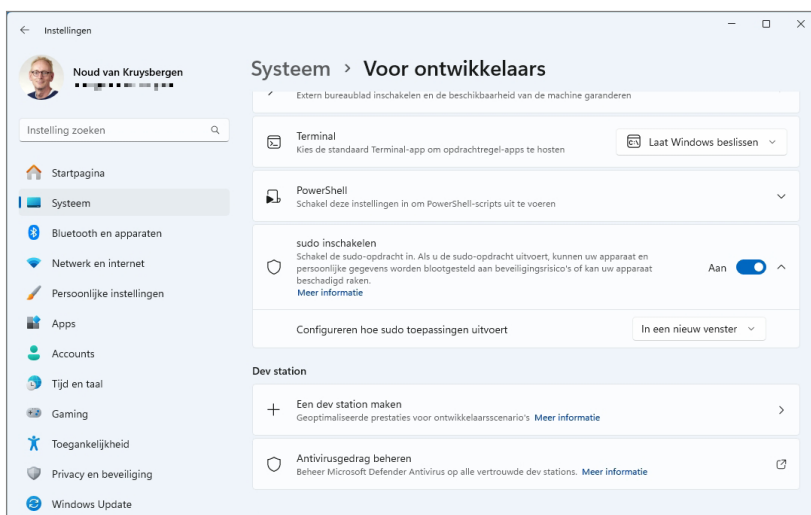 Instellingen
Noud van Kruysbergen
Instelling zoeken
Startpagina
Systeem
Bluetooth en apparaten
Netwerk en internet
Persoonlijke instellingen
Apps
Accounts
Tijd en taal
Gaming
Toegankelijkheid
Privacy en beveiliging
Windows Update
Systeem > Voor ontwikkelaars
Extern bureaublad inschakelen en de beschikbaarheid van de machine garanderen
Terminal
Kies de standaard Terminal-app om opdrachtregel-apps te hosten
Laat Windows beslissen
PowerShell
Schakel deze instellingen in om PowerShell-scripts uit te voeren
sudo inschakelen
Schakel de sudo-opdracht in. Als u de sudo-opdracht uitvoert, kunnen uw apparaat en
persoonlijke gegevens worden blootgesteld aan beveiligingsrisico's of kan uw apparaat
beschadigd raken.
Meer informatie
Aan
Configureren hoe sudo toepassingen uitvoert
In een nieuw venster
Dev station
Een dev station maken
Geoptimaliseerde prestaties voor ontwikkelaarsscenario's Meer informatie
Antivirusgedrag beheren
Beheer Microsoft Defender Antivirus op alle vertrouwde dev stations. Meer informatie